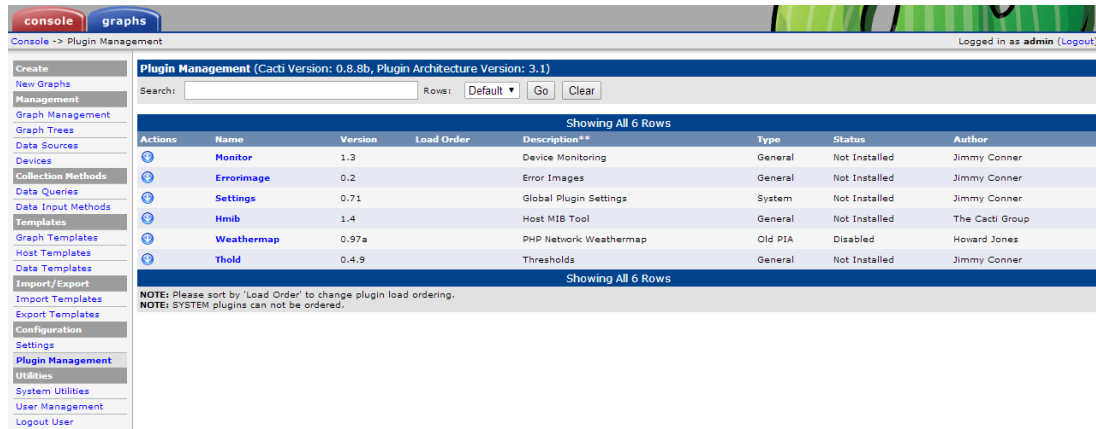 console graphs
Console -> Plugin Management Logged in as admin (Logout)
Create
New Graphs
Management
Graph Management
Graph Trees
Data Sources
Devices
Collection Methods
Data Queries
Data Input Methods
Templates
Graph Templates
Host Templates
Data Templates
Import/Export
Import Templates
Export Templates
Configuration
Settings
Plugin Management
Utilities
System Utilities
User Management
Logout User
Plugin Management (Cacti Version: 0.8.8b, Plugin Architecture Version: 3.1)
Search: Rows: Default Go Clear
Showing All 6 Rows
Actions Name Version Load Order Description** Type Status Author
Monitor 1.3 Device Monitoring General Not Installed Jimmy Conner
Errorimage 0.2 Error Images General Not Installed Jimmy Conner
Settings 0.71 Global Plugin Settings System Not Installed Jimmy Conner
Hmib 1.4 Host MIB Tool General Not Installed The Cacti Group
Weathermap 0.97a PHP Network Weathermap Old PIA Disabled Howard Jones
Thold 0.4.9 Thresholds General Not Installed Jimmy Conner
Showing All 6 Rows
NOTE: Please sort by 'Load Order' to change plugin load ordering.
NOTE: SYSTEM plugins can not be ordered.